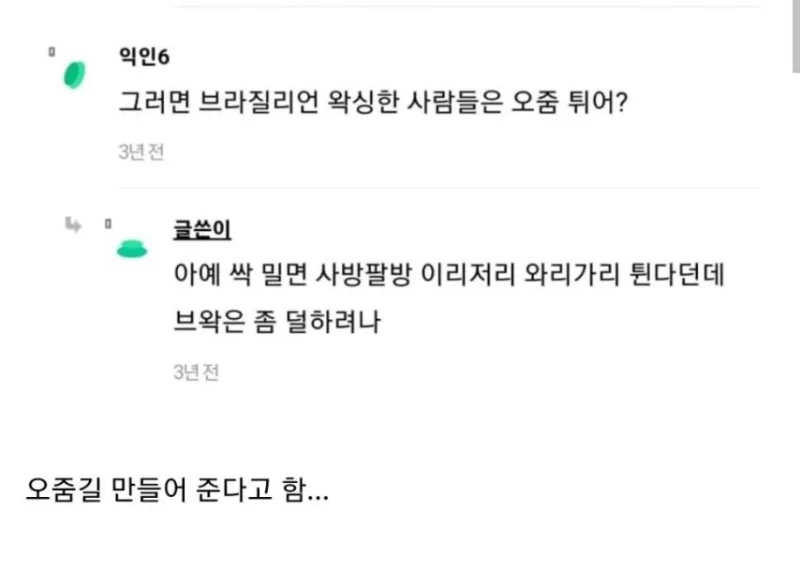 익인6
그러면 브라질리언 왁싱한 사람들은 오줌 튀어?
3년 전
글쓴이
아예 싹 밀면 사방팔방 이리저리 와리가리 튄다던데
브왁은 좀 덜하려나
3년 전
오줌길 만들어 준다고 함...